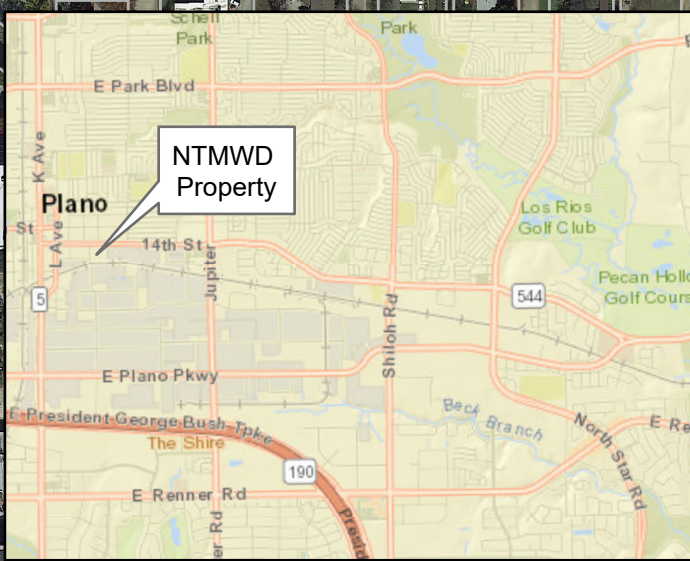 Schell
Park
Park
E Park Blvd
K Ave
NTMWD
Property
Plano
St
L Ave
14th St
Jupiter
Los Rios
Golf Club
Pecan Hollo
Golf Cours
5
544
Shiloh Rd
E Plano Pkwy
E President George Bush Tpke
The Shire
Beck Branch
North Star Rd
E Re
190
E Renner Rd
er Rd
Presid